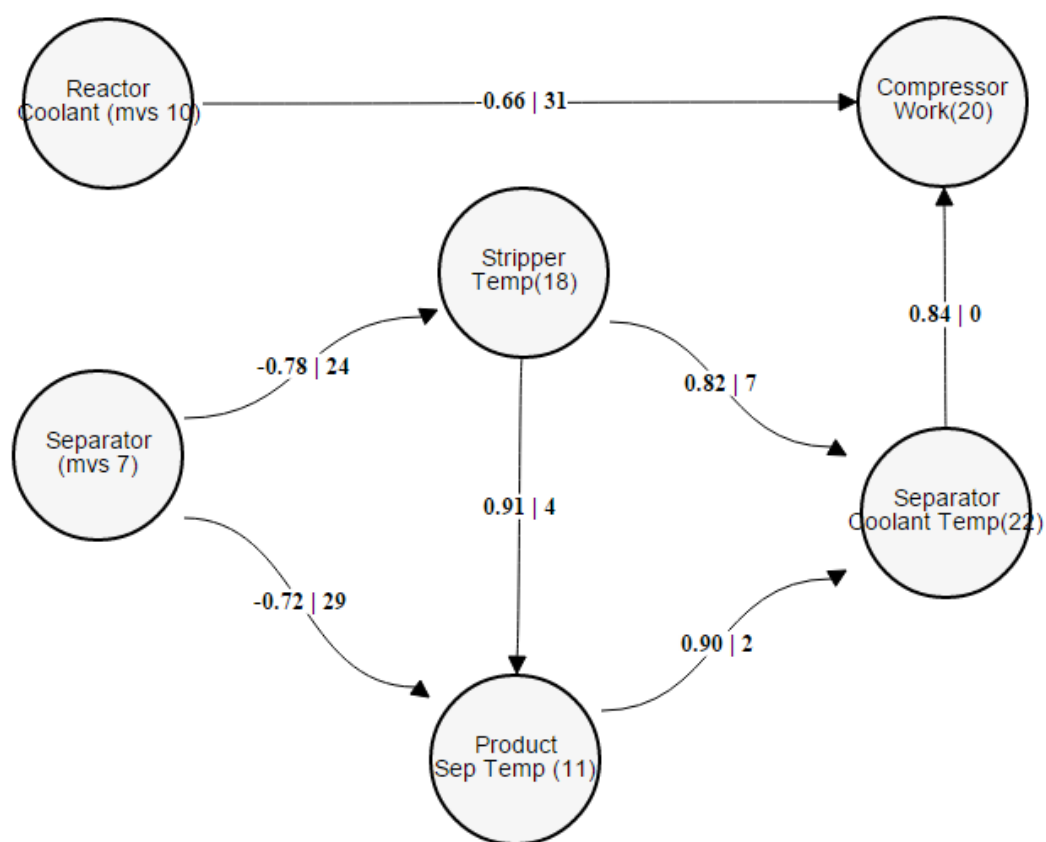 Reactor
Coolant (mvs 10)
-0.66 | 31
Compressor
Work(20)
Stripper
Temp(18)
0.84 | 0
-0.78 | 24
0.82 | 7
Separator
(mvs 7)
Separator
Coolant Temp(22)
0.91 | 4
-0.72 | 29
0.90 | 2
Product
Sep Temp (11)